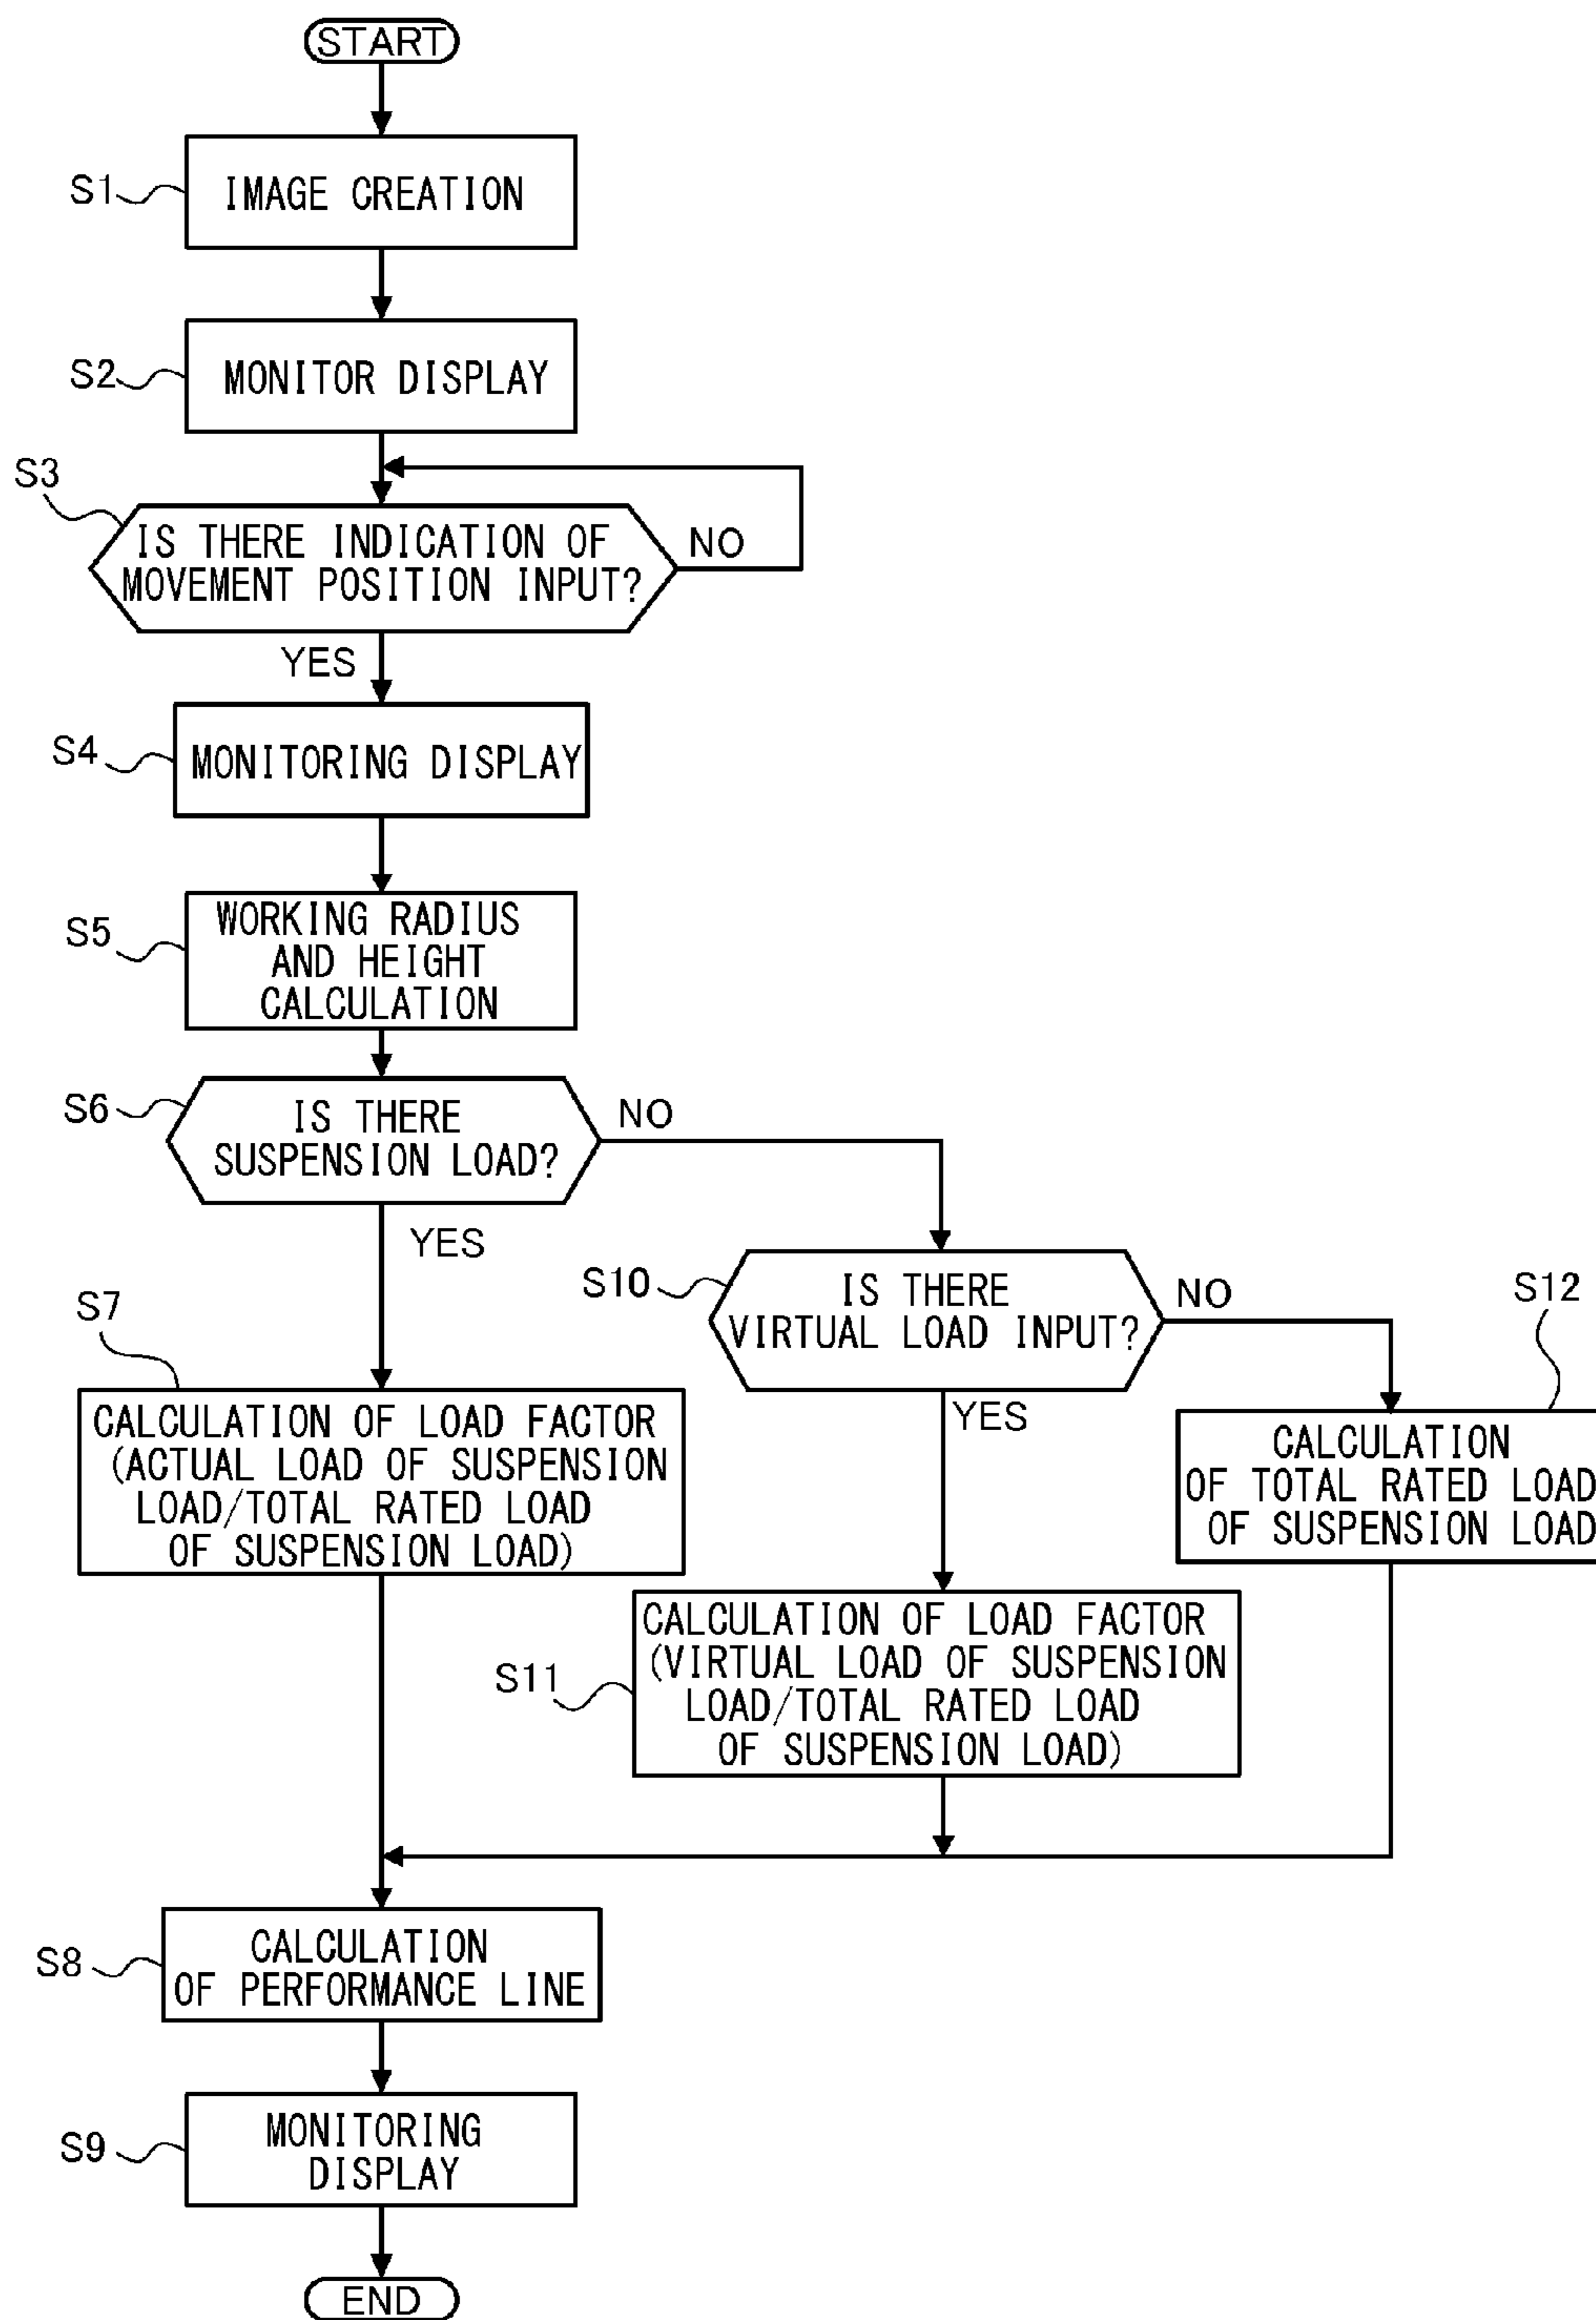 START
S1
IMAGE CREATION
S2
MONITOR DISPLAY
S3
IS THERE INDICATION OF
MOVEMENT POSITION INPUT?
NO
YES
S4
MONITORING DISPLAY
S5
WORKING RADIUS
AND HEIGHT
CALCULATION
S6
IS THERE
SUSPENSION LOAD?
NO
YES
S10
IS THERE
VIRTUAL LOAD INPUT?
NO
YES
S12
CALCULATION
OF TOTAL RATED LOAD
OF SUSPENSION LOAD
S7
CALCULATION OF LOAD FACTOR
(ACTUAL LOAD OF SUSPENSION
LOAD/TOTAL RATED LOAD
OF SUSPENSION LOAD)
S11
CALCULATION OF LOAD FACTOR
(VIRTUAL LOAD OF SUSPENSION
LOAD/TOTAL RATED LOAD
OF SUSPENSION LOAD)
S8
CALCULATION
OF PERFORMANCE LINE
S9
MONITORING
DISPLAY
END